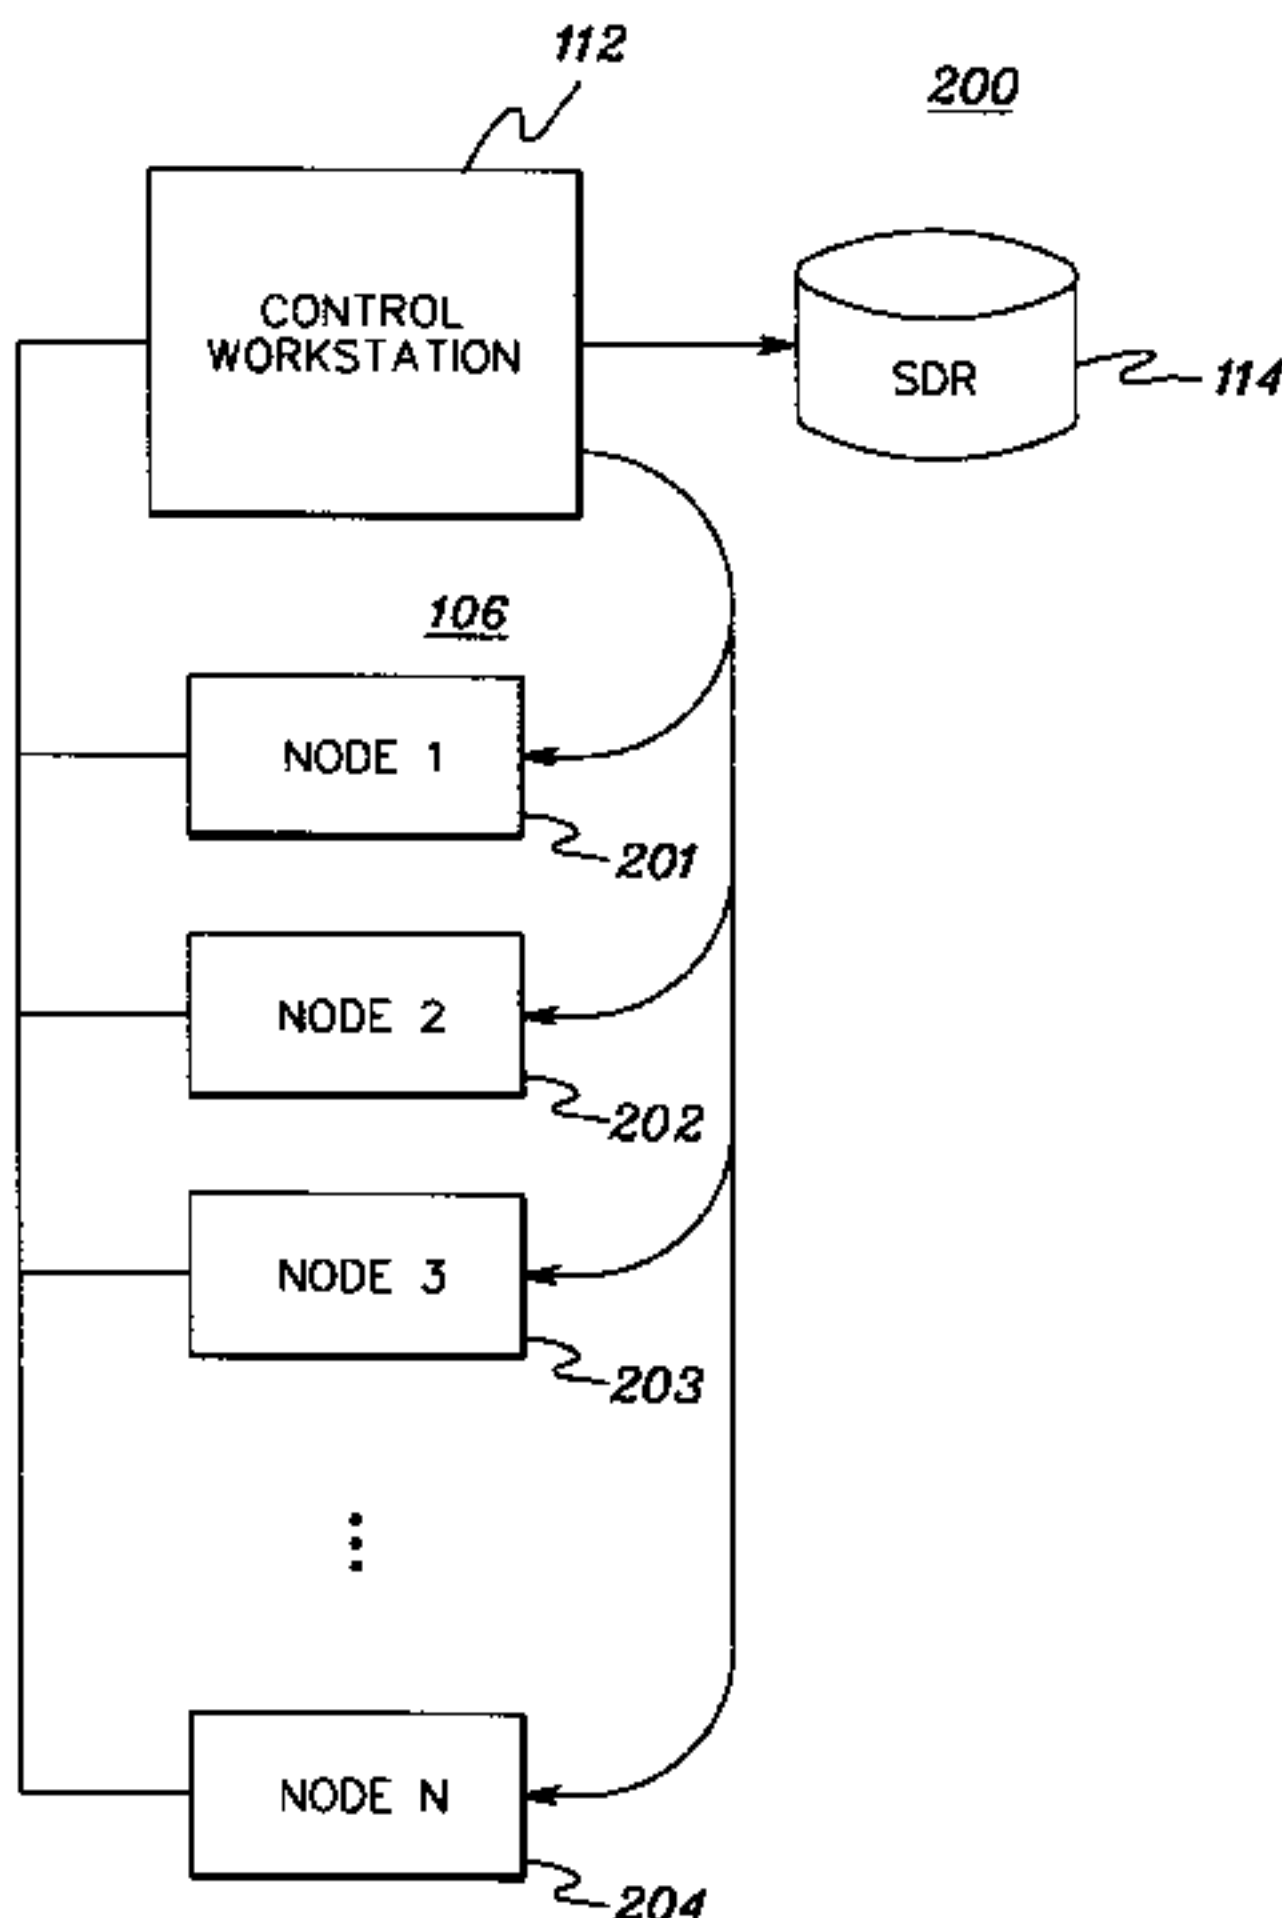 112
200
CONTROL
WORKSTATION
SDR
114
106
NODE 1
201
NODE 2
202
NODE 3
203
NODE N
204